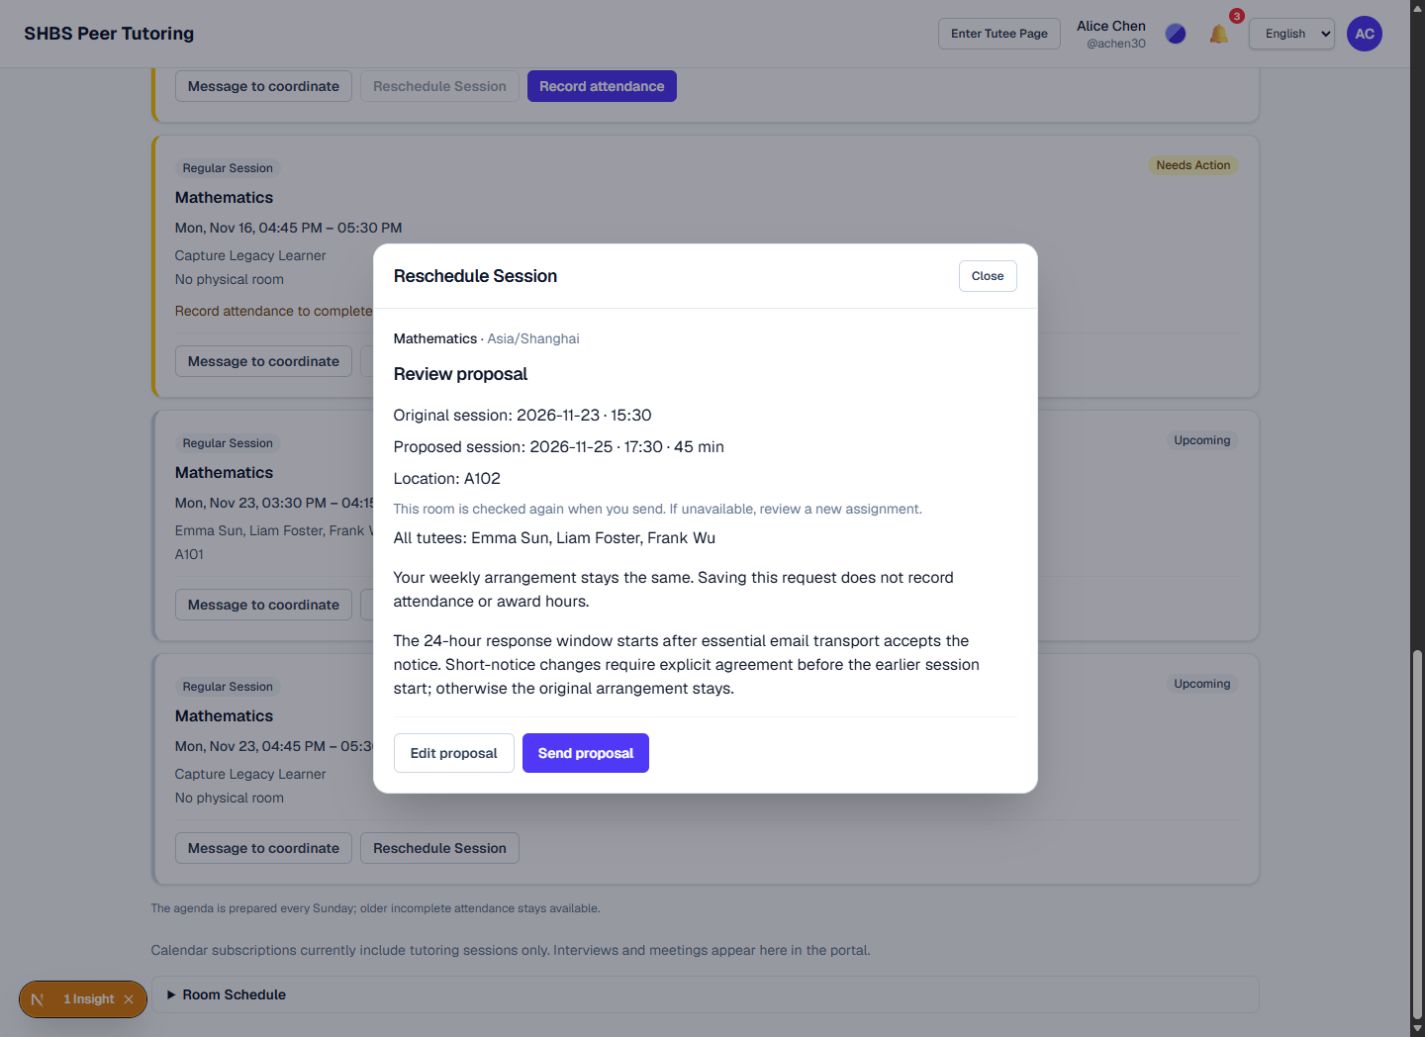 SHBS Peer Tutoring
Enter Tutee Page
Alice Chen
@achen30
3
English
AC
Message to coordinate
Reschedule Session
Record attendance
Regular Session
Needs Action
Mathematics
Mon, Nov 16, 04:45 PM – 05:30 PM
Capture Legacy Learner
No physical room
Record attendance to complete
Message to coordinate
Regular Session
Upcoming
Mathematics
Mon, Nov 23, 03:30 PM – 04:15
Emma Sun, Liam Foster, Frank
A101
Message to coordinate
Regular Session
Upcoming
Mathematics
Mon, Nov 23, 04:45 PM – 05:3
Capture Legacy Learner
No physical room
Message to coordinate
Reschedule Session
The agenda is prepared every Sunday; older incomplete attendance stays available.
Calendar subscriptions currently include tutoring sessions only. Interviews and meetings appear here in the portal.
Room Schedule
N
1 Insight
Reschedule Session
Close
Mathematics · Asia/Shanghai
Review proposal
Original session: 2026-11-23 · 15:30
Proposed session: 2026-11-25 · 17:30 · 45 min
Location: A102
This room is checked again when you send. If unavailable, review a new assignment.
All tutees: Emma Sun, Liam Foster, Frank Wu
Your weekly arrangement stays the same. Saving this request does not record
attendance or award hours.
The 24-hour response window starts after essential email transport accepts the
notice. Short-notice changes require explicit agreement before the earlier session
start; otherwise the original arrangement stays.
Edit proposal
Send proposal